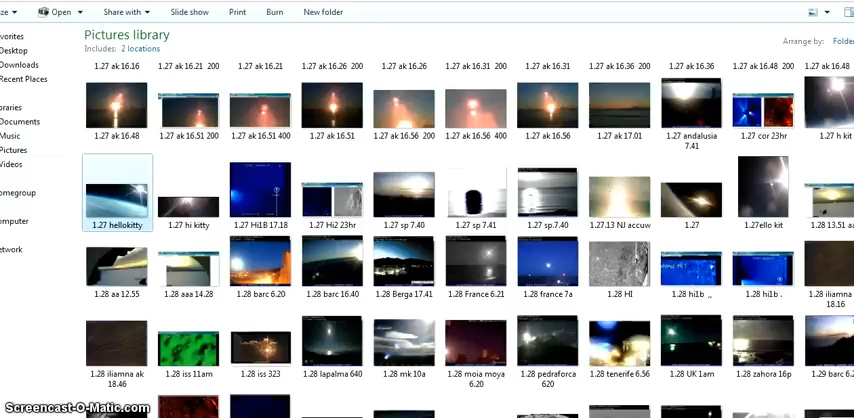 ze Open Share with Slide show Print Burn New folder
Pictures library
Includes: 2 locations
Arrange by: Folde
vorites
Desktop
Downloads
Recent Places
braries
Documents
Music
Pictures
Videos
omegroup
omputer
etwork
1.27 ak 16.16 1.27 ak 16.21 200 1.27 ak 16.21 1.27 ak 16.26 200 1.27 ak 16.26 1.27 ak 16.31 200 1.27 ak 16.31 1.27 ak 16.36 200 1.27 ak 16.36 1.27 ak 16.48 200 1.27 ak 16.48
1.27 ak 16.48 1.27 ak 16.51 200 1.27 ak 16.51 400 1.27 ak 16.51 1.27 ak 16.56 200 1.27 ak 16.56 400 1.27 ak 16.56 1.27 ak 17.01 1.27 andalusia 7.41 1.27 cor 23hr 1.27 h kit
1.27 hellokitty 1.27 hi kitty 1.27 Hi1B 17.18 1.27 Hi2 23hr 1.27 sp 7.40 1.27 sp 7.41 1.27 sp.7.40 1.27.13 NJ accuw 1.27 1.27ello kit 1.28 13.51 aa
1.28 aa 12.55 1.28 aaa 14.28 1.28 barc 6.20 1.28 barc 16.40 1.28 Berga 17.41 1.28 France 6.21 1.28 france 7a 1.28 HI 1.28 hi1b ,, 1.28 hi1b . 1.28 iliamna 18.16
1.28 iliamna ak 18.46 1.28 iss 11am 1.28 iss 323 1.28 lapalma 640 1.28 mk 10a 1.28 moia moya 6.20 1.28 pedraforca 620 1.28 tenerife 6.56 1.28 UK 1am 1.28 zahora 16p 1.29 barc 6.2
Screencast-O-Matic.com